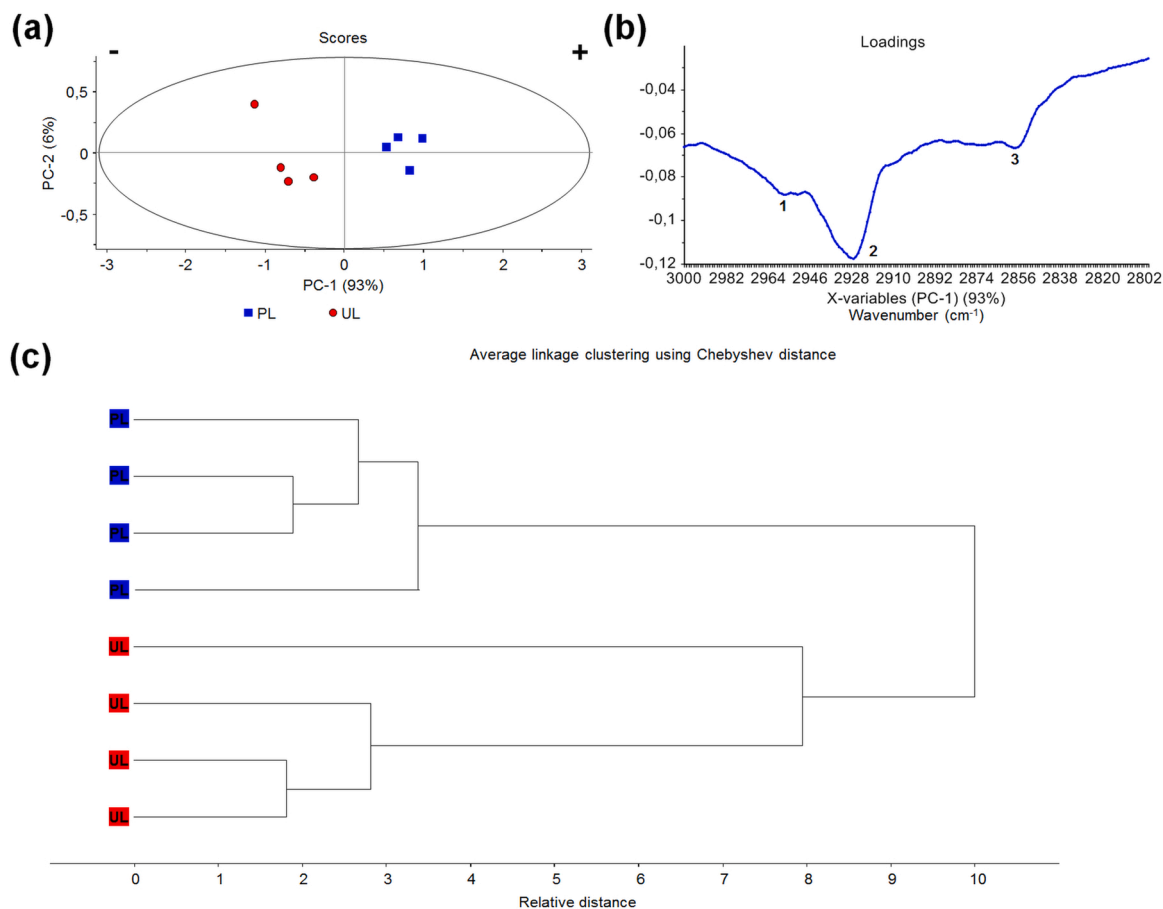 (a)
Scores
-
+
0,5
0
-0,5
PC-2 (6%)
-3 -2 -1 0 1 2 3
PC-1 (93%)
PL UL
(b)
Loadings
-0,04
-0,06
-0,08
-0,1
-0,12
1
2
3
3000 2982 2964 2946 2928 2910 2892 2874 2856 2838 2820 2802
X-variables (PC-1) (93%)
Wavenumber (cm⁻¹)
(c)
Average linkage clustering using Chebyshev distance
PL
PL
PL
PL
UL
UL
UL
UL
0 1 2 3 4 5 6 7 8 9 10
Relative distance